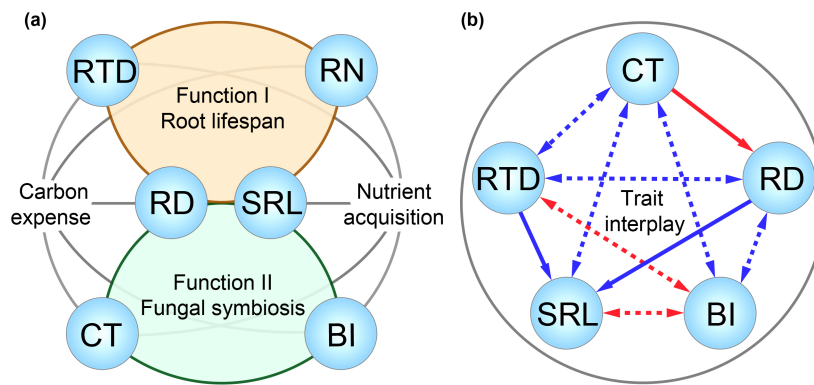 (a)
RTD
RN
Function I
Root lifespan
Carbon
expense
RD
SRL
Nutrient
acquisition
Function II
Fungal symbiosis
CT
BI
(b)
CT
RTD
RD
Trait
interplay
SRL
BI